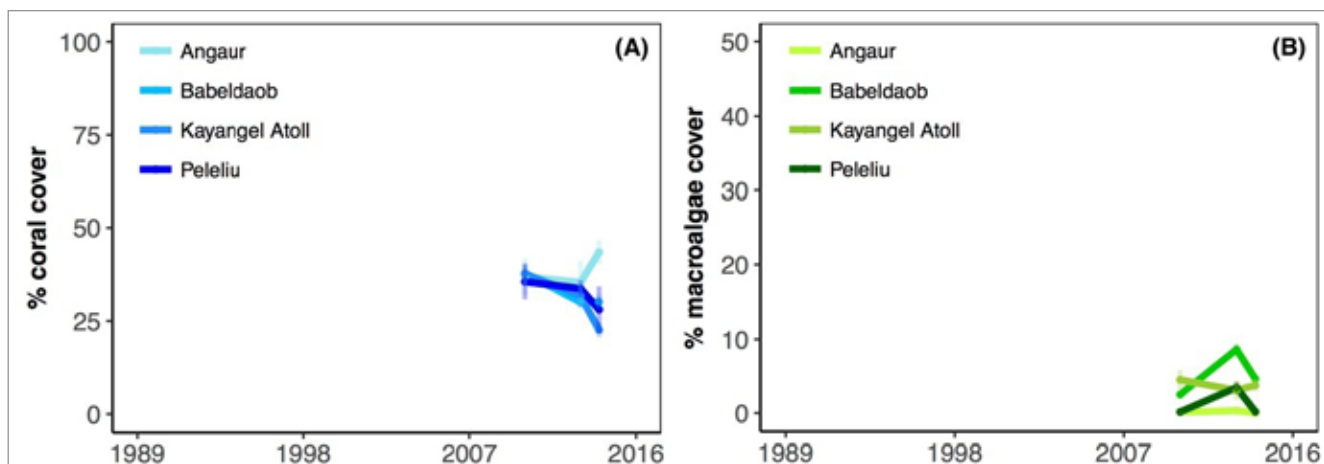 % coral cover
100
75
50
25
0
Angaur
Babeldaob
Kayangel Atoll
Peleliu
(A)
1989 1998 2007 2016
% macroalgae cover
50
40
30
20
10
0
Angaur
Babeldaob
Kayangel Atoll
Peleliu
(B)
1989 1998 2007 2016